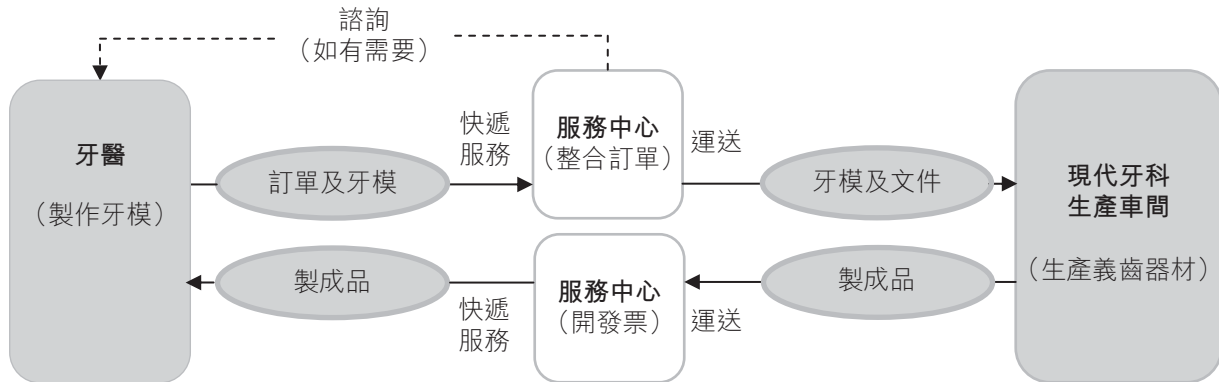 諮詢
（如有需要）
牙醫
（製作牙模）
訂單及牙模
快遞
服務
服務中心
（整合訂單）
運送
牙模及文件
現代牙科
生產車間
（生產義齒器材）
製成品
快遞
服務
服務中心
（開發票）
運送
製成品